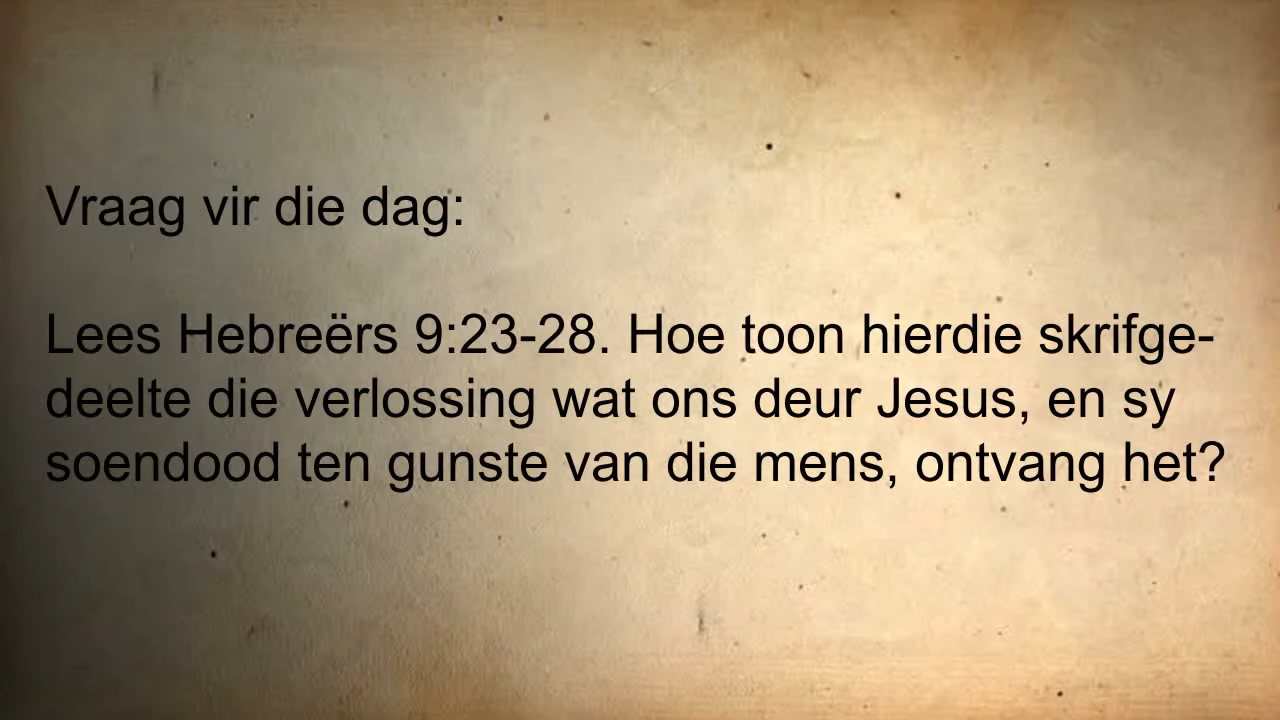 Vraag vir die dag:
Lees Hebreërs 9:23-28. Hoe toon hierdie skrifge-
deelte die verlossing wat ons deur Jesus, en sy
soendood ten gunste van die mens, ontvang het?